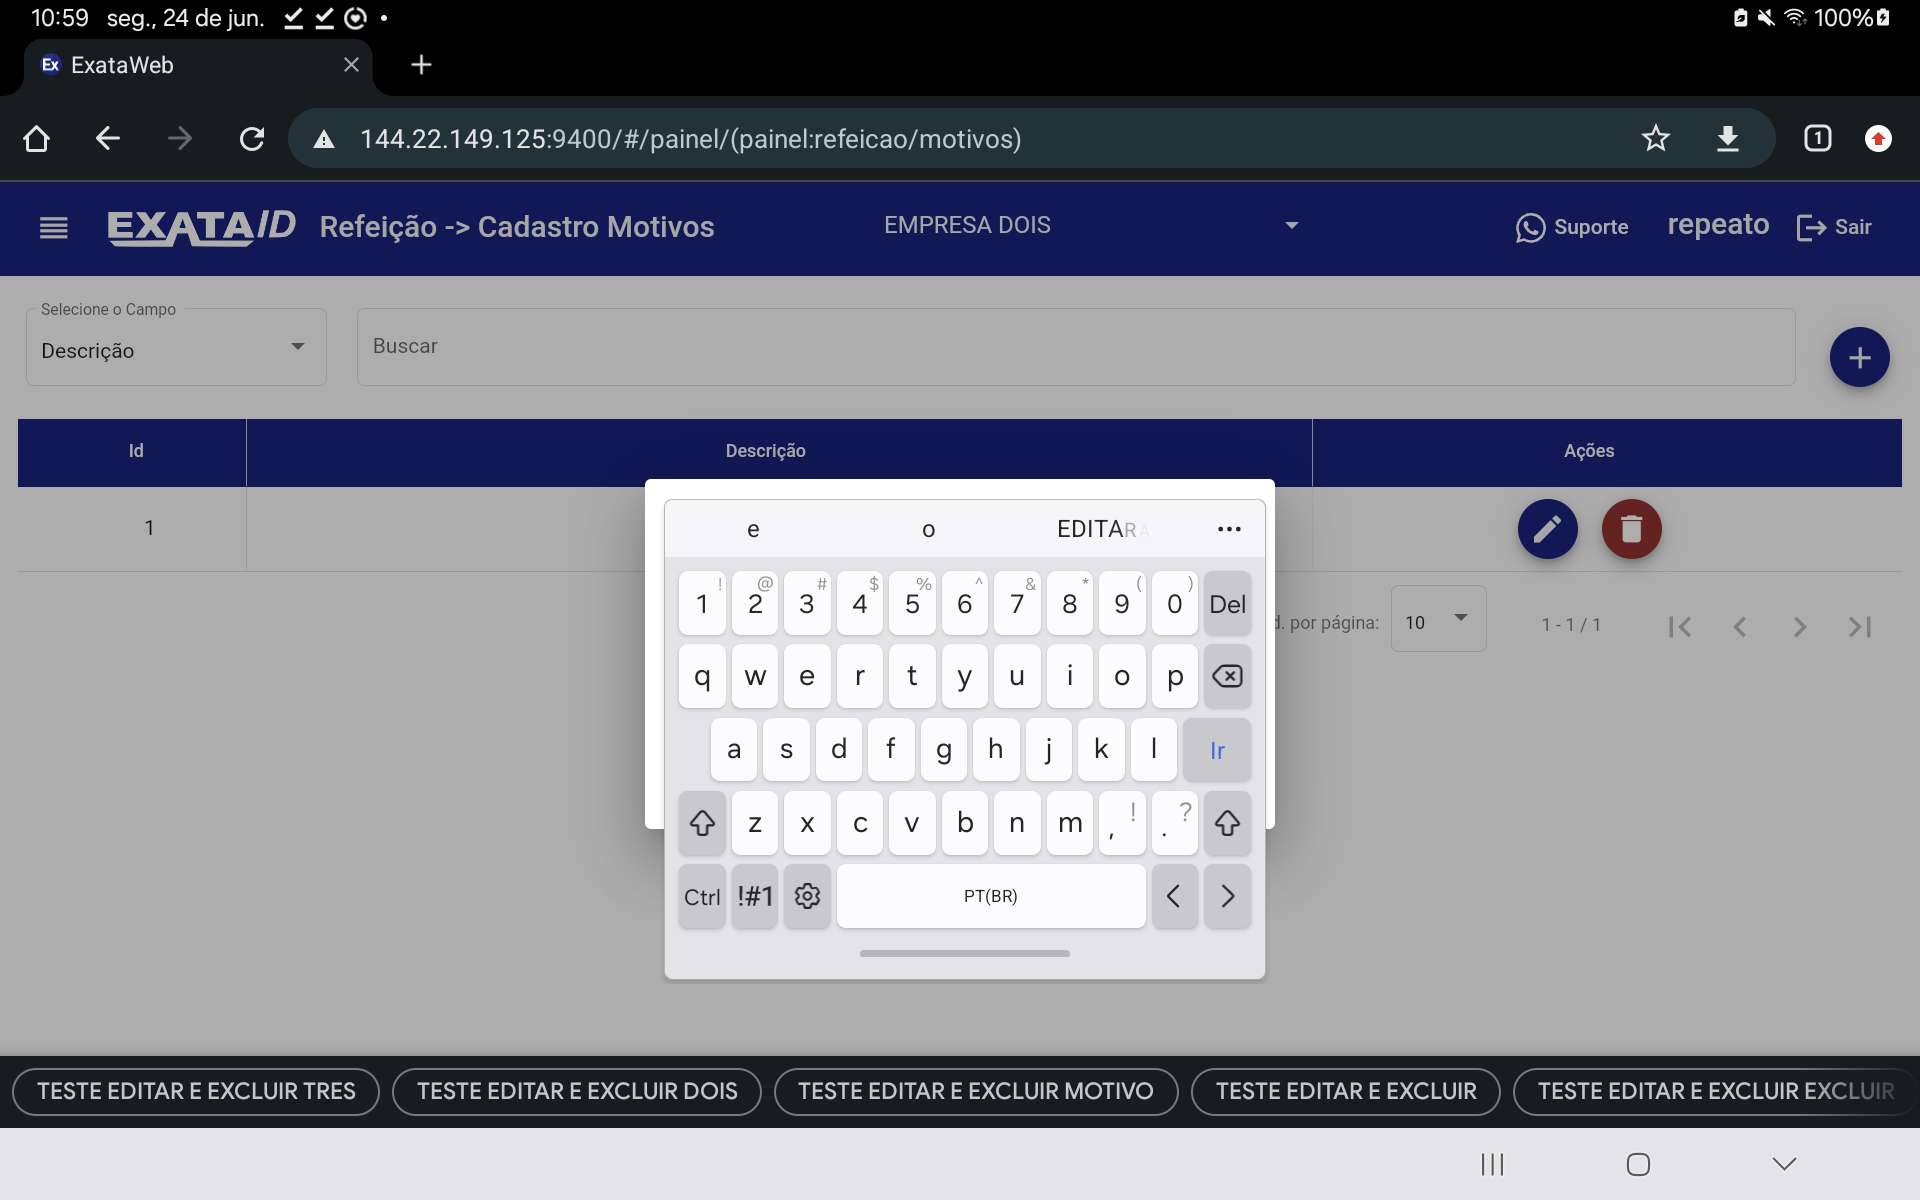 10:59 seg., 24 de jun. 100%
Ex ExataWeb
144.22.149.125:9400/#/painel/(painel:refeicao/motivos) 1
EXATAID Refeição -> Cadastro Motivos EMPRESA DOIS Suporte repeato Sair
Selecione o Campo
Descrição Buscar
Id Descrição Ações
1
e o EDITARA
! @ # $ % ^ & * ( )
1 2 3 4 5 6 7 8 9 0 Del
d. por página: 10 1 - 1 / 1
q w e r t y u i o p
a s d f g h j k l Ir
z x c v b n m , ! . ?
Ctrl !#1 PT(BR) < >
TESTE EDITAR E EXCLUIR TRES TESTE EDITAR E EXCLUIR DOIS TESTE EDITAR E EXCLUIR MOTIVO TESTE EDITAR E EXCLUIR TESTE EDITAR E EXCLUIR EXCLUIR